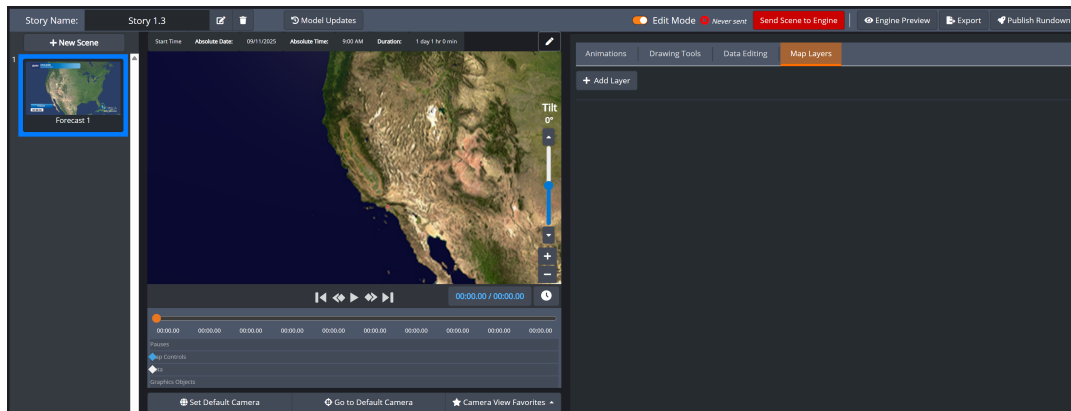 Story Name: Story 1.3 Model Updates Edit Mode Never sent Send Scene to Engine Engine Preview Export Publish Rundown
+ New Scene
1
Forecast 1
Start Time Absolute Date: 09/11/2025 Absolute Time: 9:00 AM Duration: 1 day 1 hr 0 min
Tilt
0°
+
−
00:00.00 / 00:00.00
00:00.00 00:00.00 00:00.00 00:00.00 00:00.00 00:00.00 00:00.00 00:00.00 00:00.00 00:00.00
Pauses
ap Controls
Graphics Objects
Set Default Camera Go to Default Camera Camera View Favorites
Animations Drawing Tools Data Editing Map Layers
+ Add Layer